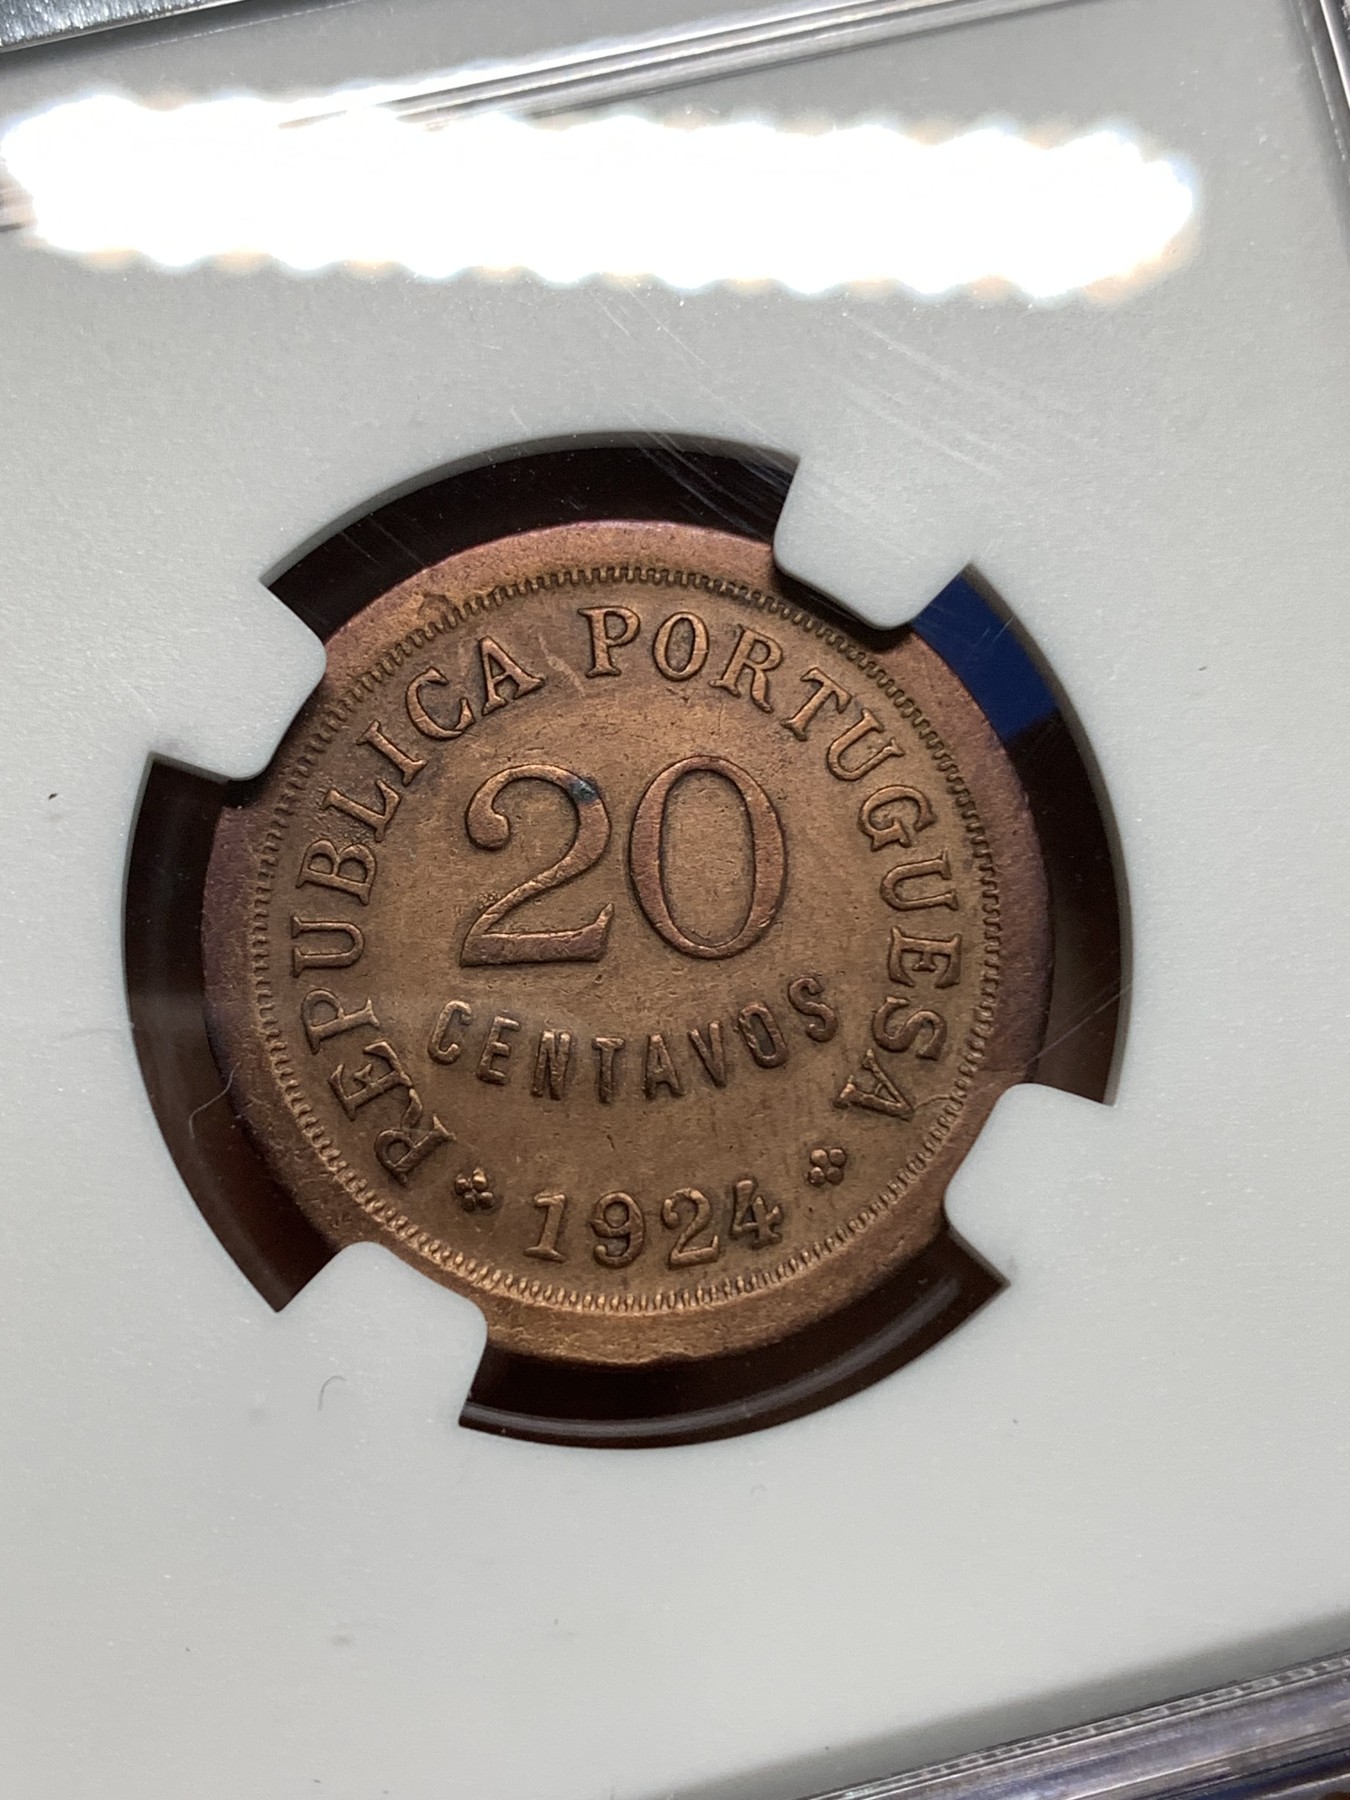 REPUBLICA PORTUGUESA
20
CENTAVOS
1924